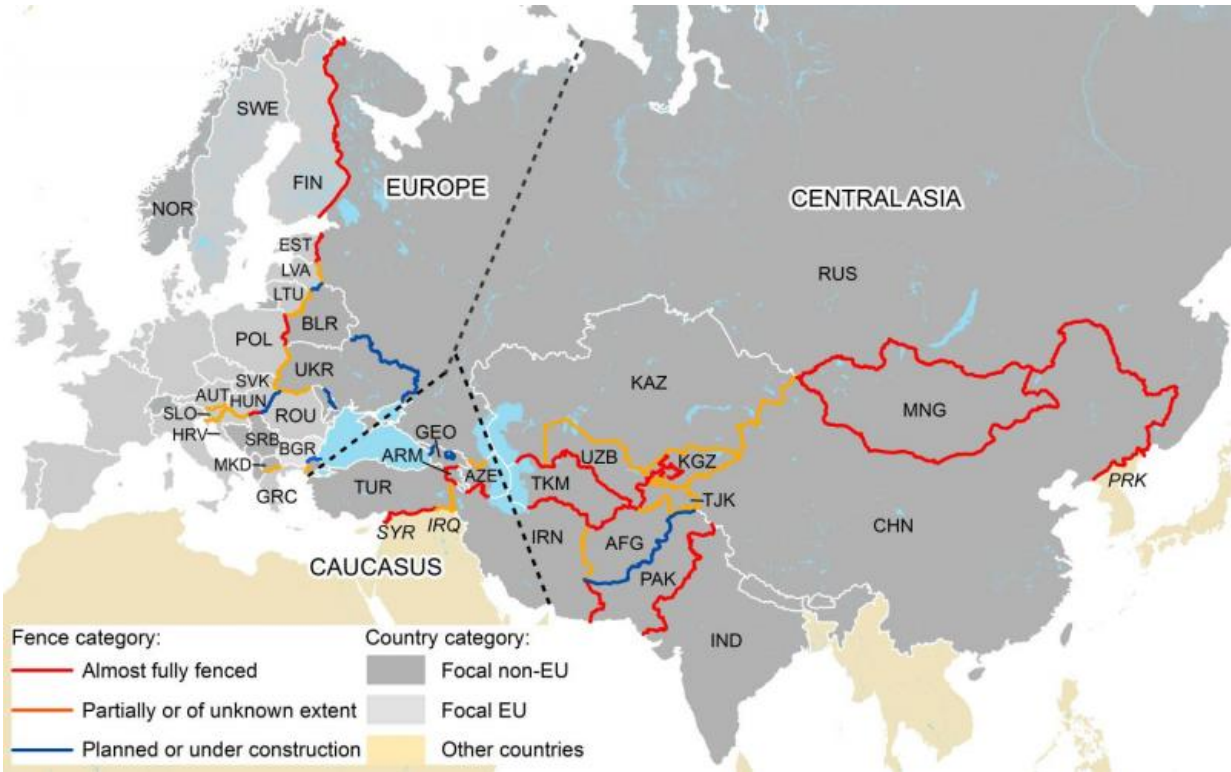 SWE
FIN
NOR
EUROPE
CENTRAL ASIA
EST
LVA
RUS
LTU
BLR
POL
UKR
SVK
KAZ
AUT
HUN
MNG
SLO
ROU
HRV
SRB
GEO
BGR
UZB
KGZ
ARM
MKD
AZE
TKM
PRK
TUR
TJK
GRC
CHN
SYR
IRQ
IRN
AFG
CAUCASUS
PAK
IND
Fence category:
Almost fully fenced
Partially or of unknown extent
Planned or under construction
Country category:
Focal non-EU
Focal EU
Other countries